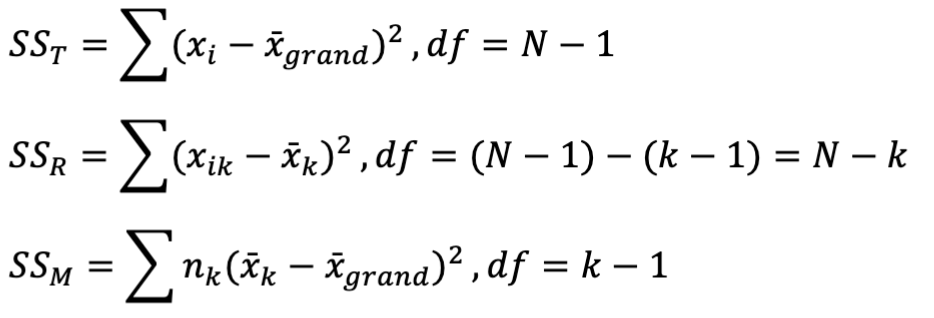 SS_T = ∑(x_i − x̄_grand)², df = N − 1
SS_R = ∑(x_ik − x̄_k)², df = (N − 1) − (k − 1) = N − k
SS_M = ∑ n_k(x̄_k − x̄_grand)², df = k − 1